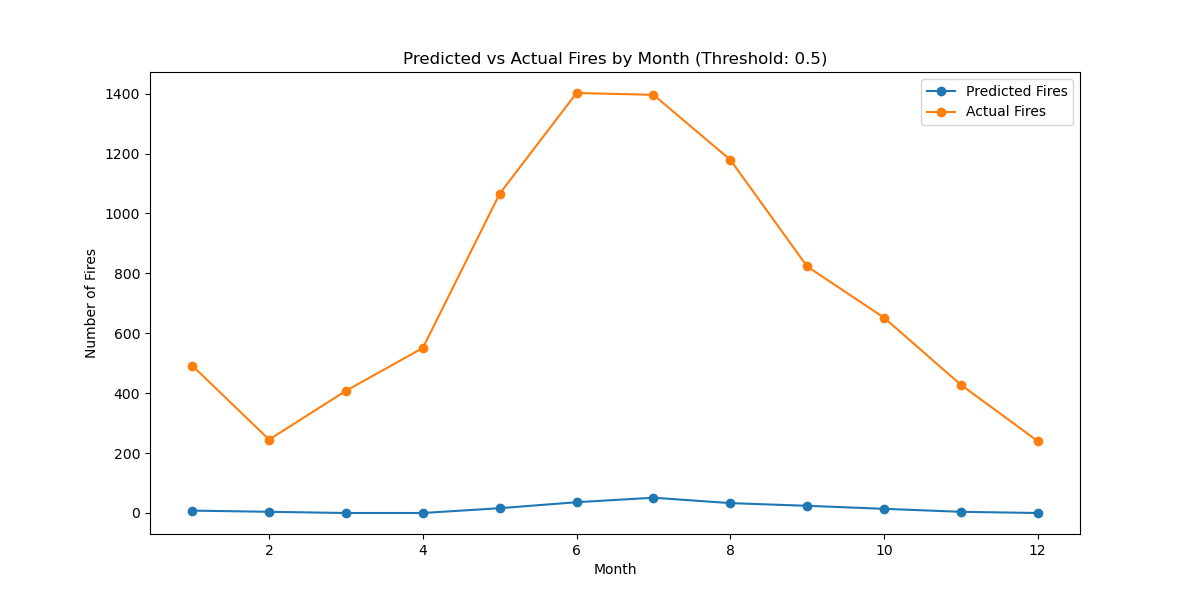 Predicted vs Actual Fires by Month (Threshold: 0.5)
Predicted Fires
Actual Fires
1400
1200
1000
800
600
400
200
0
Number of Fires
2 4 6 8 10 12
Month